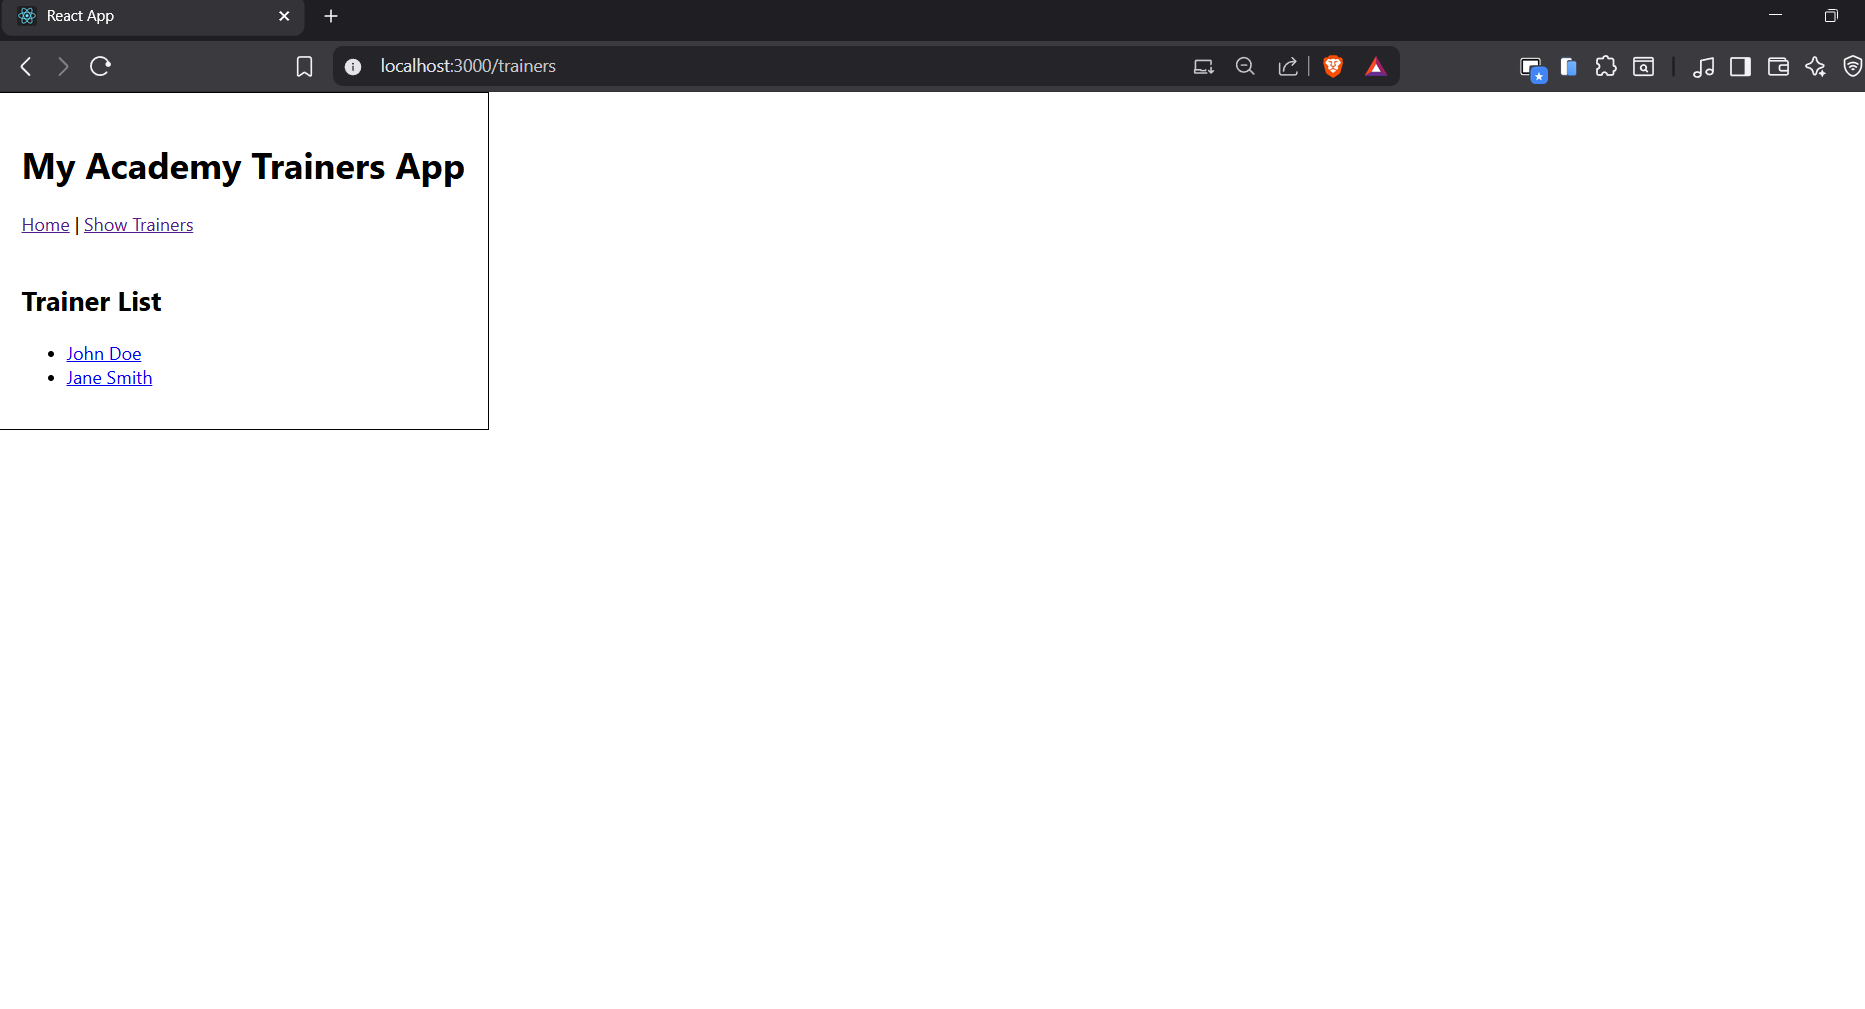 React App
localhost:3000/trainers
My Academy Trainers App
Home | Show Trainers
Trainer List
John Doe
Jane Smith